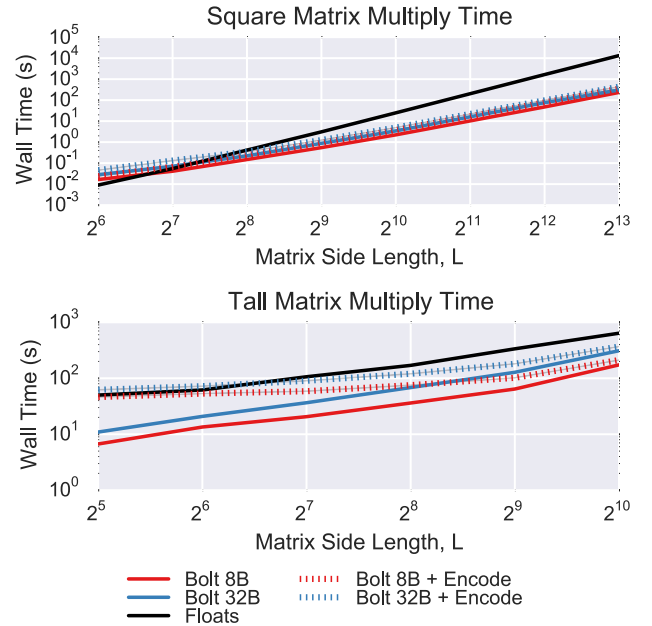 Square Matrix Multiply Time
Wall Time (s)
10^5
10^4
10^3
10^2
10^1
10^0
10^-1
10^-2
10^-3
2^6 2^7 2^8 2^9 2^10 2^11 2^12 2^13
Matrix Side Length, L
Tall Matrix Multiply Time
Wall Time (s)
10^3
10^2
10^1
10^0
2^5 2^6 2^7 2^8 2^9 2^10
Matrix Side Length, L
Bolt 8B Bolt 8B + Encode
Bolt 32B Bolt 32B + Encode
Floats